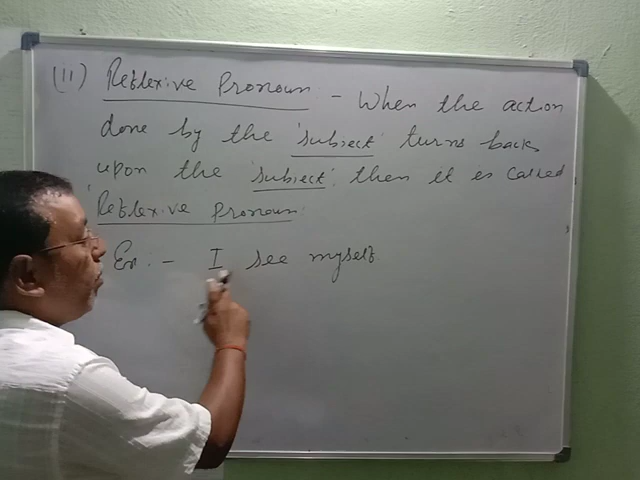 (ii) Reflexive Pronoun - When the action
done by the 'subject' turns back
upon the 'subject' then it is called
'Reflexive Pronoun'
Ex:- I see myself.